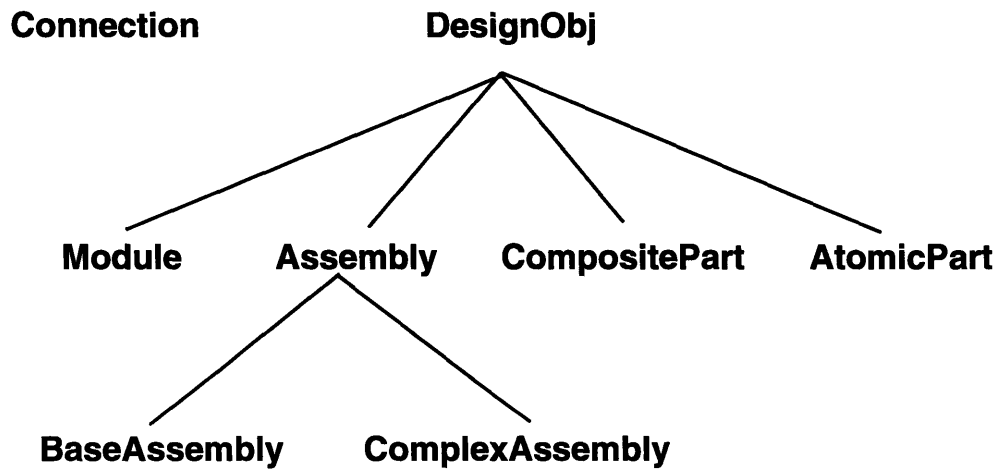 Connection DesignObj
Module Assembly CompositePart AtomicPart
BaseAssembly ComplexAssembly